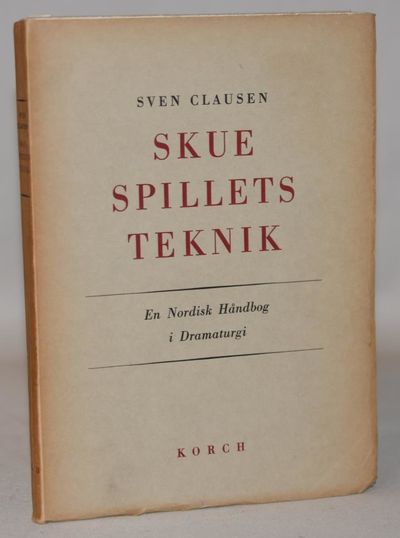 SVEN CLAUSEN
SKUE
SPILLETS
TEKNIK
En Nordisk Håndbog
i Dramaturgi
KORCH